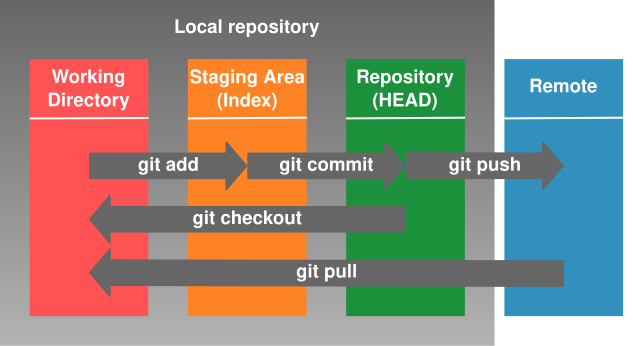 Local repository
Working
Directory
Staging Area
(Index)
Repository
(HEAD)
Remote
git add
git commit
git push
git checkout
git pull